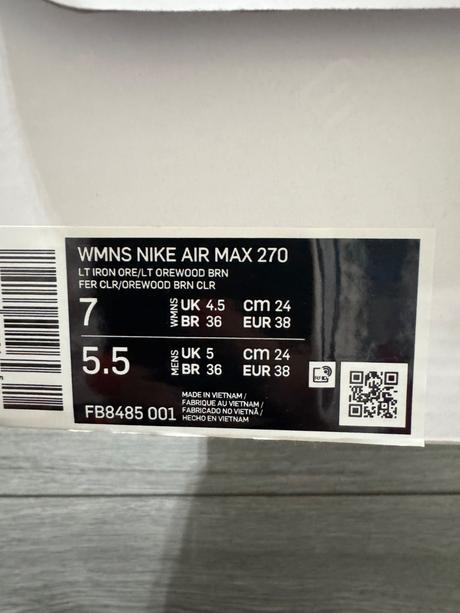 WMNS NIKE AIR MAX 270
LT IRON ORE/LT OREWOOD BRN
FER CLR/OREWOOD BRN CLR
7 WMNS UK 4.5 cm 24
BR 36 EUR 38
5.5 MENS UK 5 cm 24
BR 36 EUR 38
FB8485 001
MADE IN VIETNAM /
FABRIQUE AU VIETNAM /
FABRICADO NO VIETNÃ /
HECHO EN VIETNAM